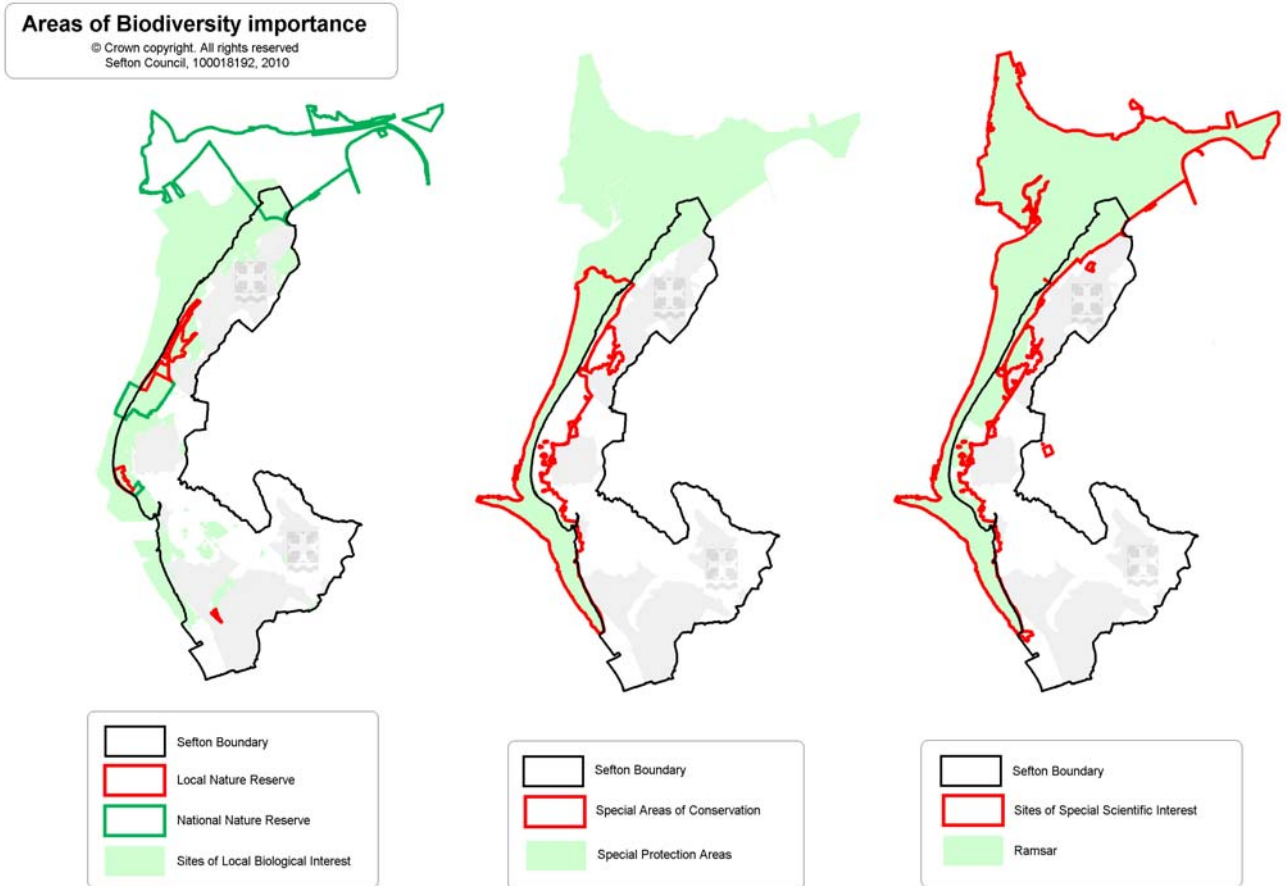 Areas of Biodiversity importance
© Crown copyright. All rights reserved
Sefton Council, 100018192, 2010
Sefton Boundary
Local Nature Reserve
National Nature Reserve
Sites of Local Biological Interest
Sefton Boundary
Special Areas of Conservation
Special Protection Areas
Sefton Boundary
Sites of Special Scientific Interest
Ramsar